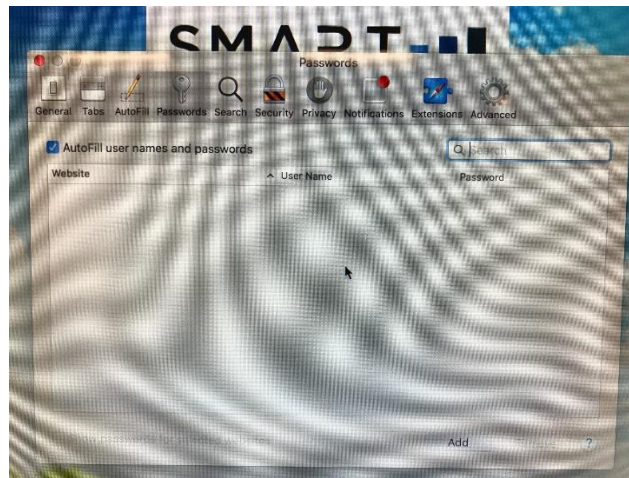 SMART
Passwords
General Tabs AutoFill Passwords Search Security Privacy Notifications Extensions Advanced
AutoFill user names and passwords
Search
Website User Name Password
Add
?